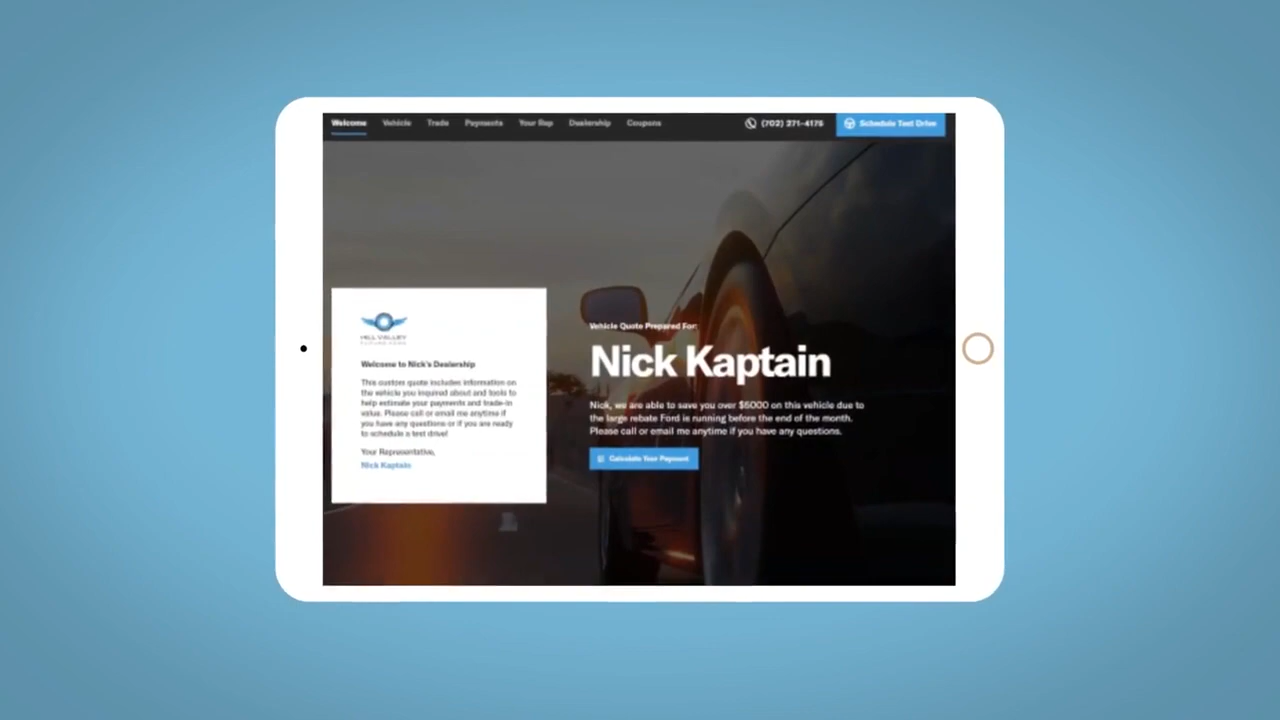 Welcome Vehicle Trade Payments Your Rep Dealership Coupons (702) 271-4175 Schedule Test Drive
HILL VALLEY
Welcome to Nick's Dealership
This custom quote includes information on
the vehicle you inquired about and tools to
help estimate your payments and trade-in
value. Please call or email me anytime if
you have any questions or if you are ready
to schedule a test drive!
Your Representative,
Nick Kaptain
Vehicle Quote Prepared For:
Nick Kaptain
Nick, we are able to save you over $6000 on this vehicle due to
the large rebate Ford is running before the end of the month.
Please call or email me anytime if you have any questions.
Calculate Your Payment